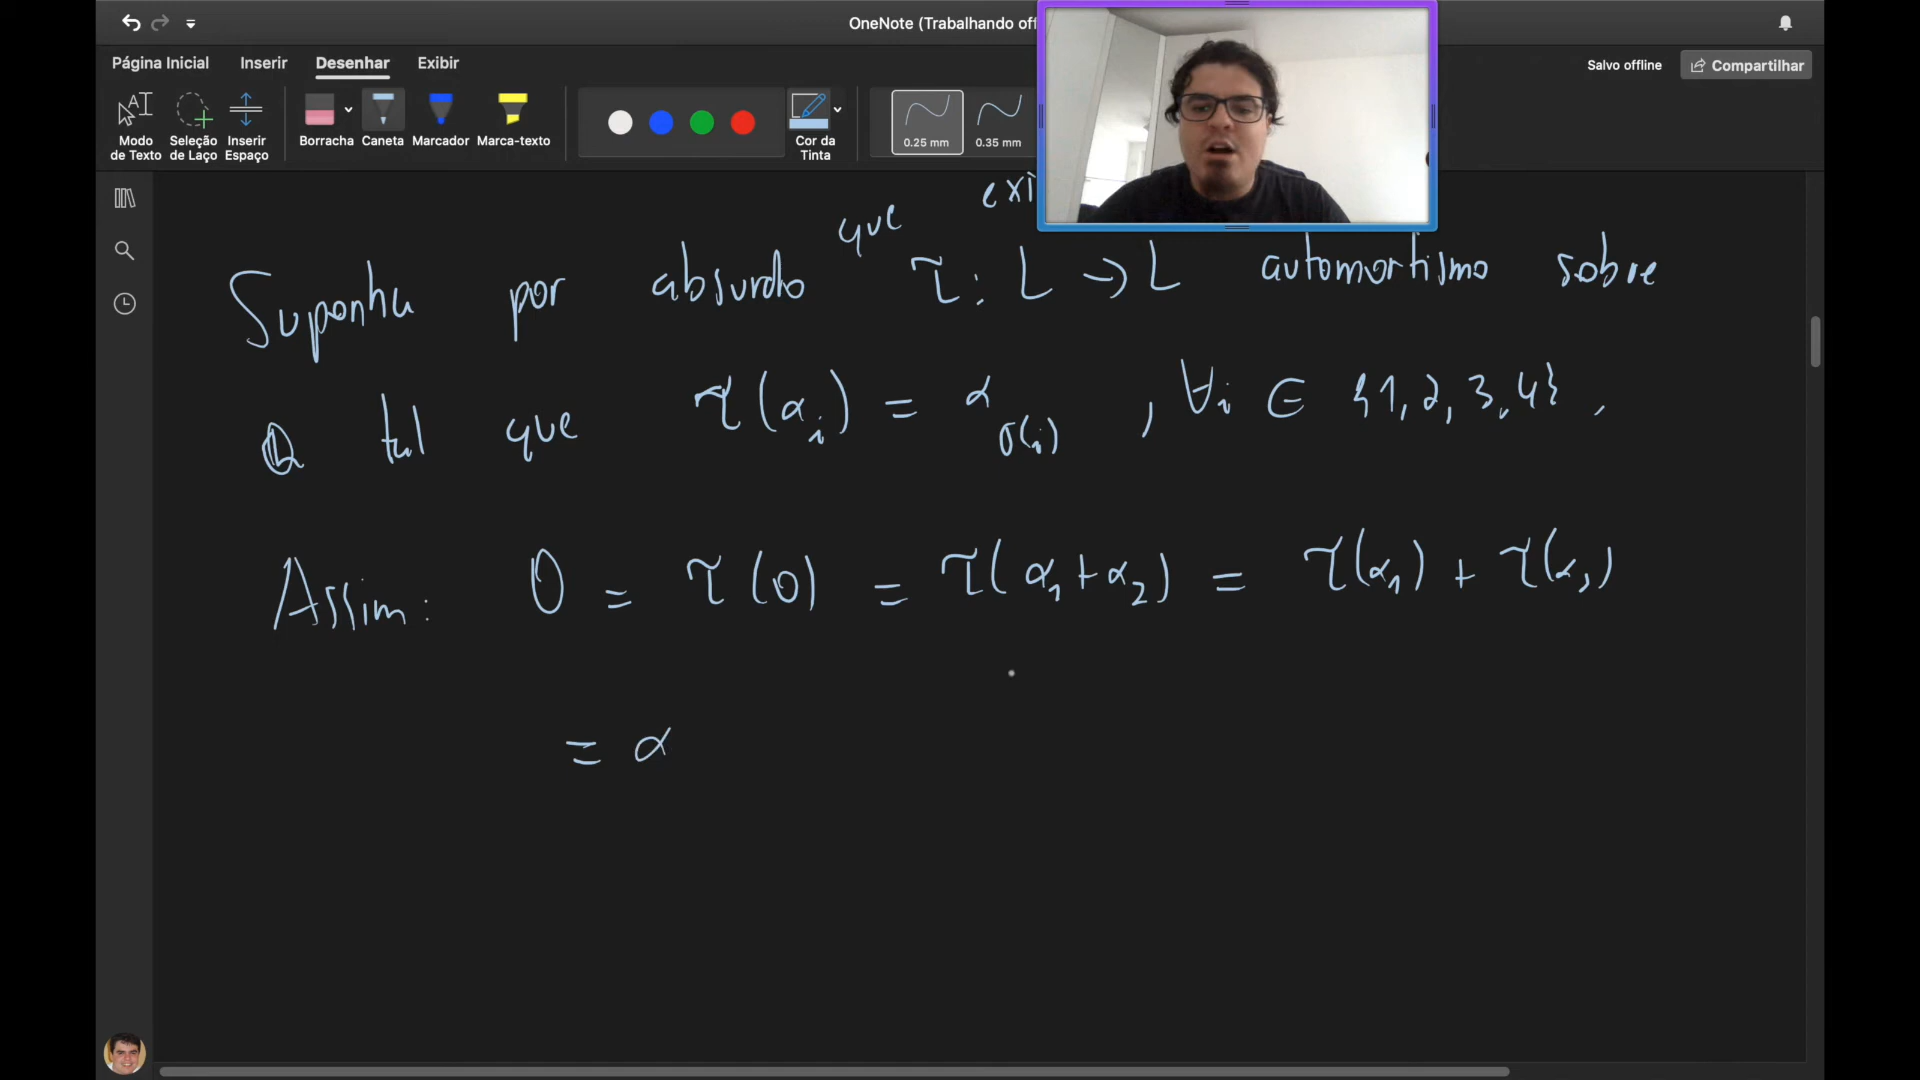 OneNote (Trabalhando off
Página Inicial Inserir Desenhar Exibir
Salvo offline Compartilhar
Modo de Texto Seleção de Laço Inserir Espaço Borracha Caneta Marcador Marca-texto Cor da Tinta 0.25 mm 0.35 mm
que exi
Suponha por absurdo τ: L → L automorfismo sobre
Q tal que τ(α_i) = α_σ(i) , ∀i ∈ {1, 2, 3, 4} ,
Assim: 0 = τ(0) = τ(α_1 + α_2) = τ(α_1) + τ(α_2)
= α